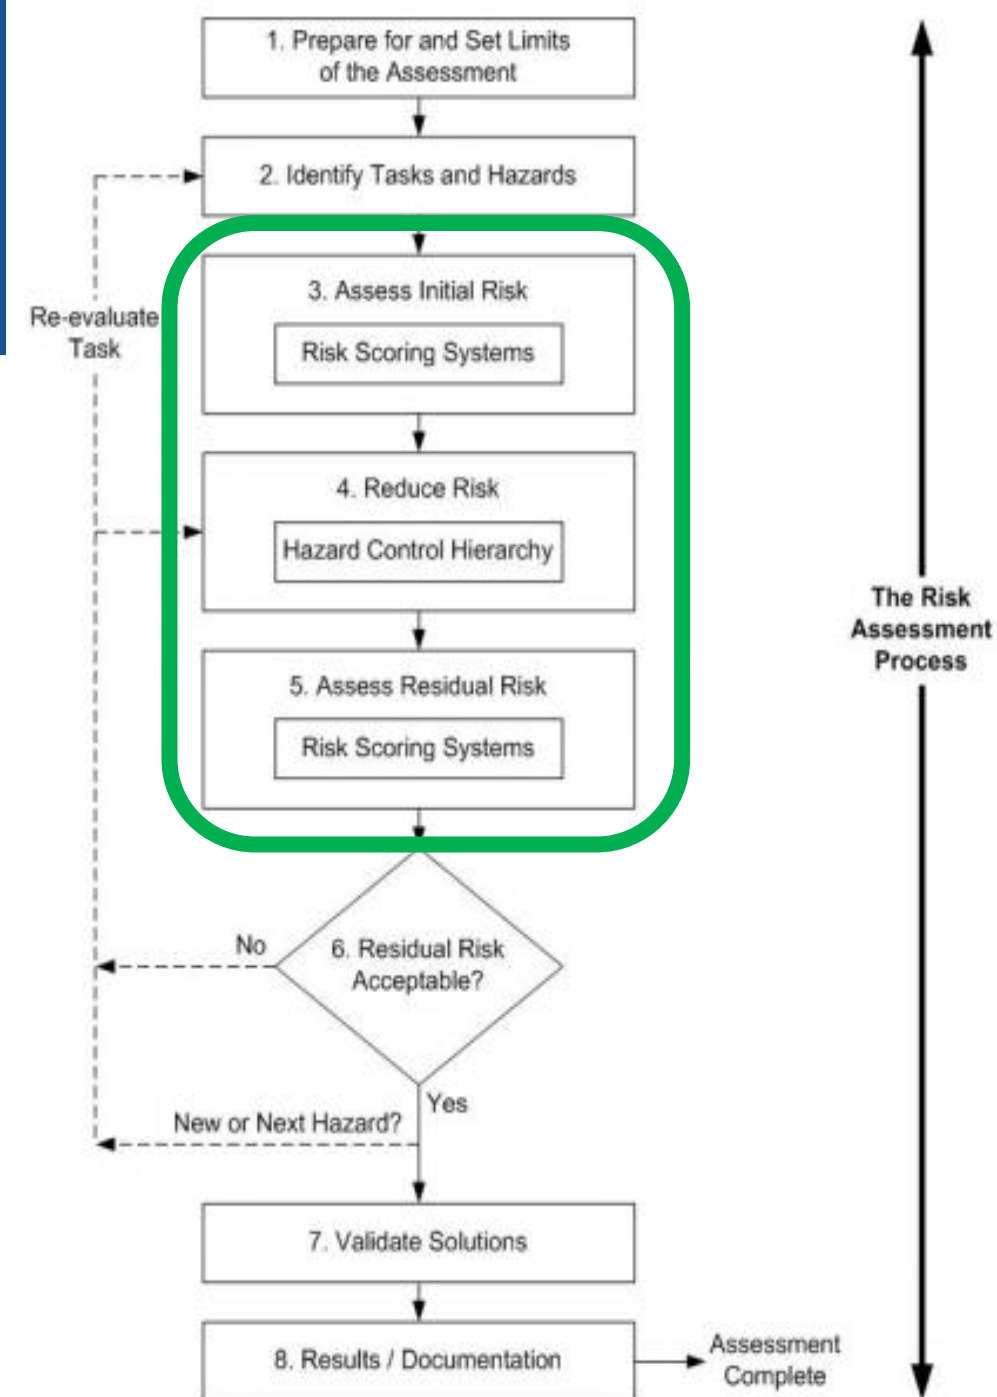 1. Prepare for and Set Limits
of the Assessment
2. Identify Tasks and Hazards
3. Assess Initial Risk
Risk Scoring Systems
Re-evaluate
Task
4. Reduce Risk
Hazard Control Hierarchy
5. Assess Residual Risk
Risk Scoring Systems
The Risk
Assessment
Process
No
6. Residual Risk
Acceptable?
Yes
New or Next Hazard?
7. Validate Solutions
8. Results / Documentation
Assessment
Complete